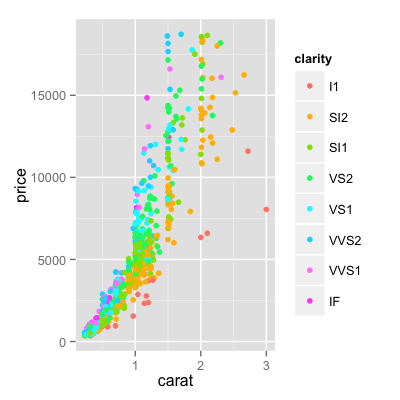 clarity
I1
SI2
SI1
VS2
VS1
VVS2
VVS1
IF
price
15000
10000
5000
0
1 2 3
carat